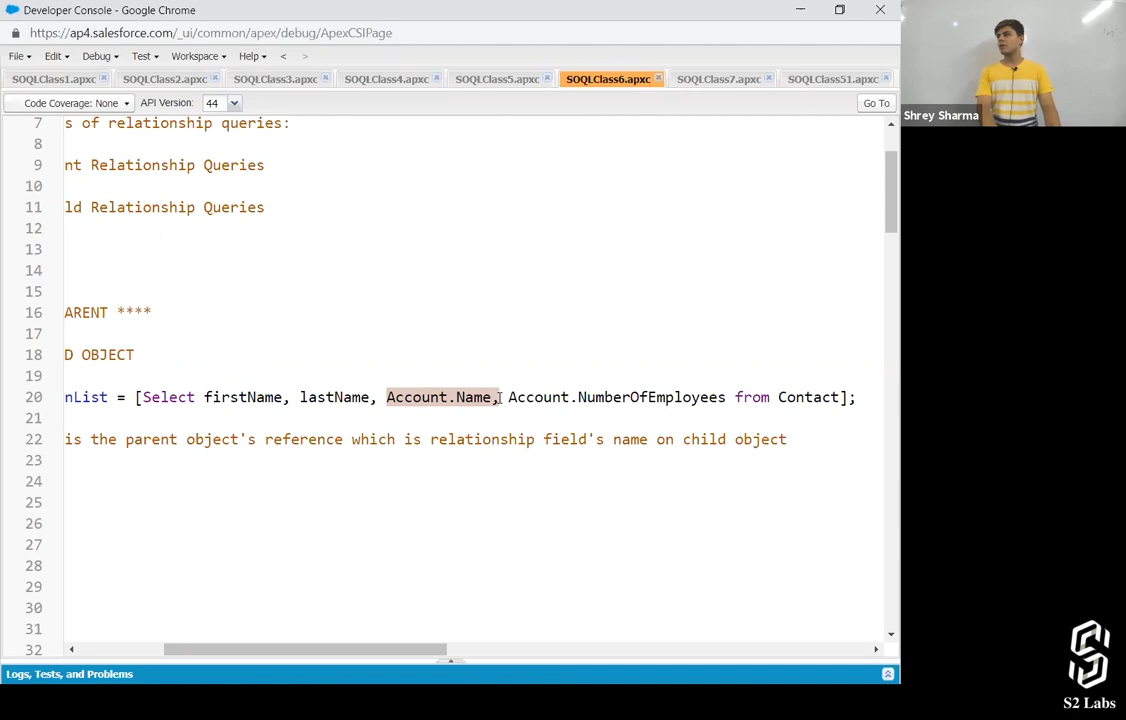 Developer Console - Google Chrome
https://ap4.salesforce.com/_ui/common/apex/debug/ApexCSIPage
File Edit Debug Test Workspace Help < >
SOQLClass1.apxc SOQLClass2.apxc SOQLClass3.apxc SOQLClass4.apxc SOQLClass5.apxc SOQLClass6.apxc SOQLClass7.apxc SOQLClass51.apxc
Code Coverage: None API Version: 44 Go To
Shrey Sharma
7 s of relationship queries:
8
9 nt Relationship Queries
10
11 ld Relationship Queries
12
13
14
15
16 ARENT ****
17
18 D OBJECT
19
20 nList = [Select firstName, lastName, Account.Name, Account.NumberOfEmployees from Contact];
21
22 is the parent object's reference which is relationship field's name on child object
23
24
25
26
27
28
29
30
31
32
Logs, Tests, and Problems
S2 Labs